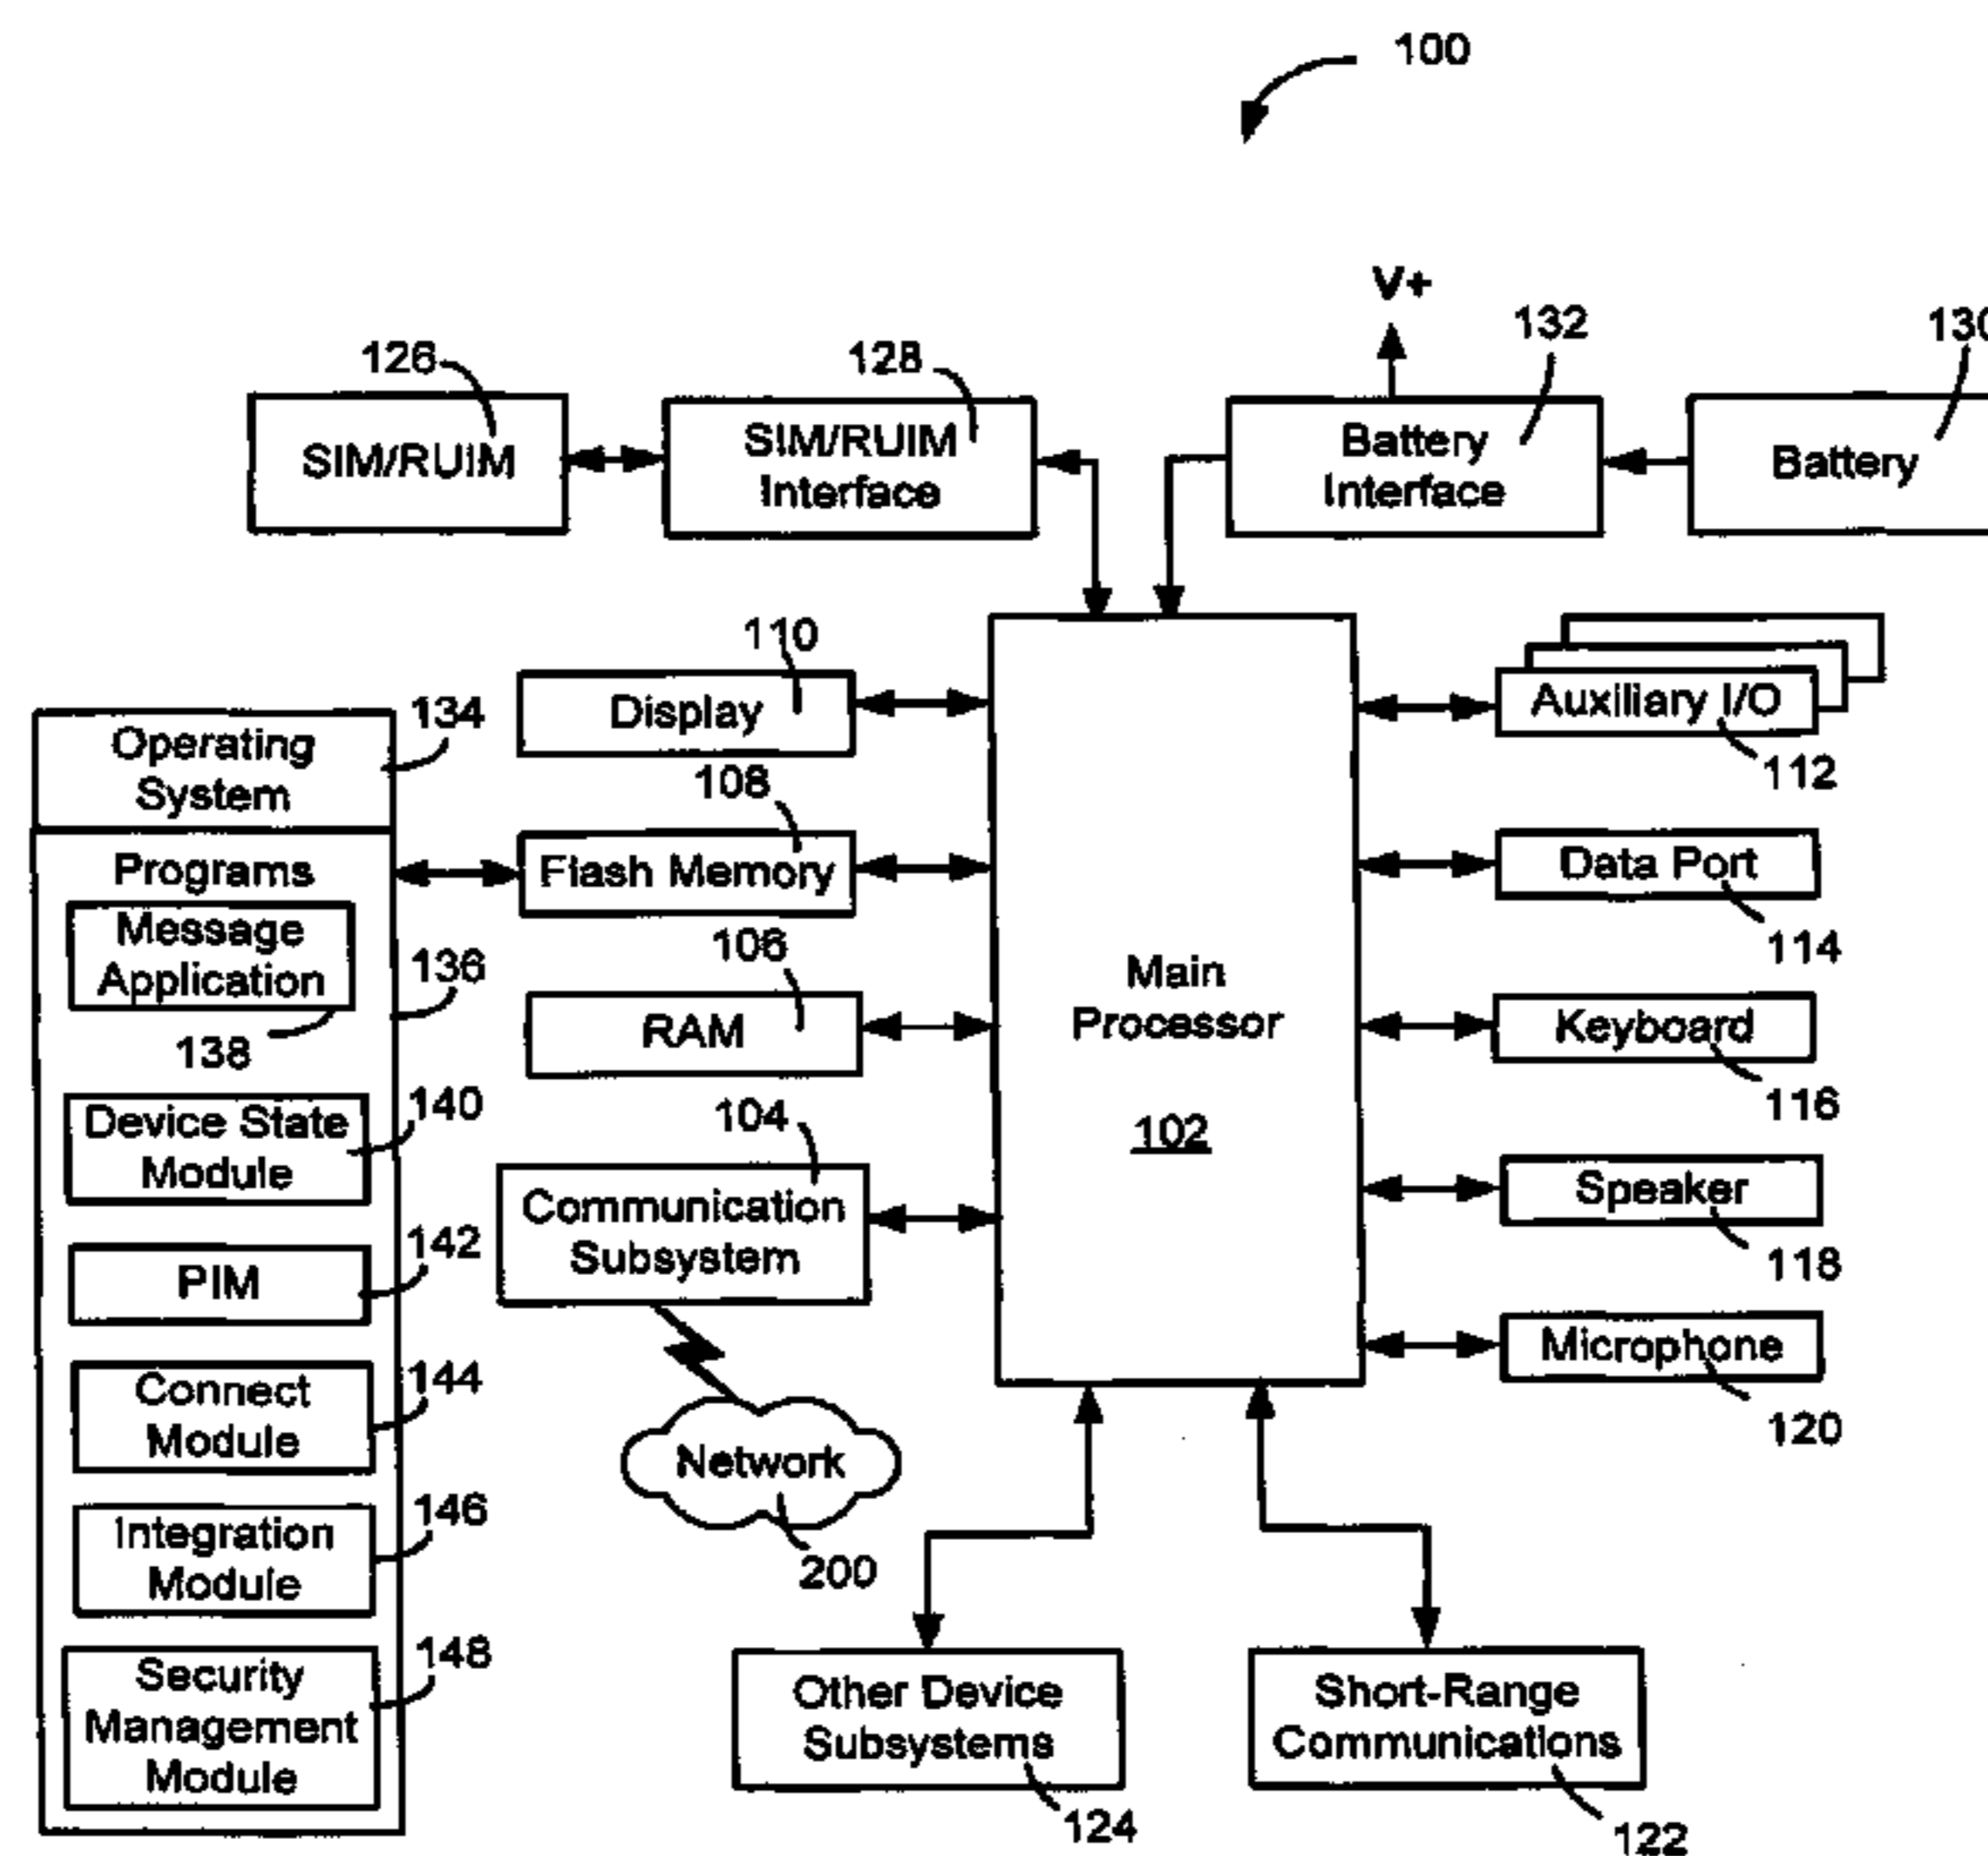 100
V+
132
130
126
128
SIM/RUIM
SIM/RUIM
Interface
Battery
Interface
Battery
110
Display
Auxiliary I/O
112
134
Operating
System
108
Flash Memory
Data Port
114
Programs
Message
Application
138
136
106
RAM
Main
Processor
102
Keyboard
116
140
Device State
Module
104
Communication
Subsystem
Speaker
118
142
PIM
Microphone
120
144
Connect
Module
Network
200
146
Integration
Module
148
Security
Management
Module
Other Device
Subsystems
124
Short-Range
Communications
122